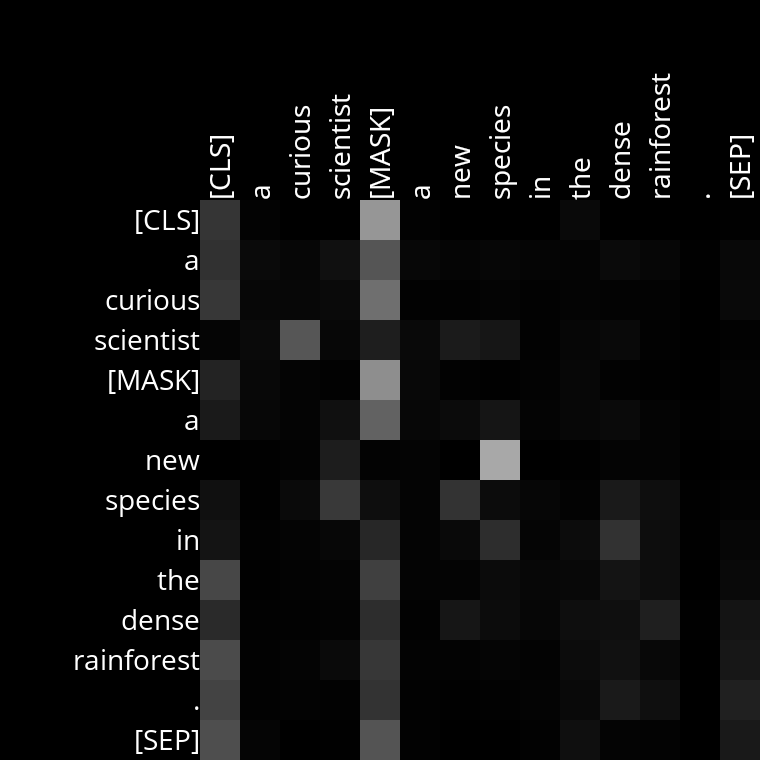 [CLS]
a
curious
scientist
[MASK]
a
new
species
in
the
dense
rainforest
.
[SEP]
[CLS]
a
curious
scientist
[MASK]
a
new
species
in
the
dense
rainforest
.
[SEP]